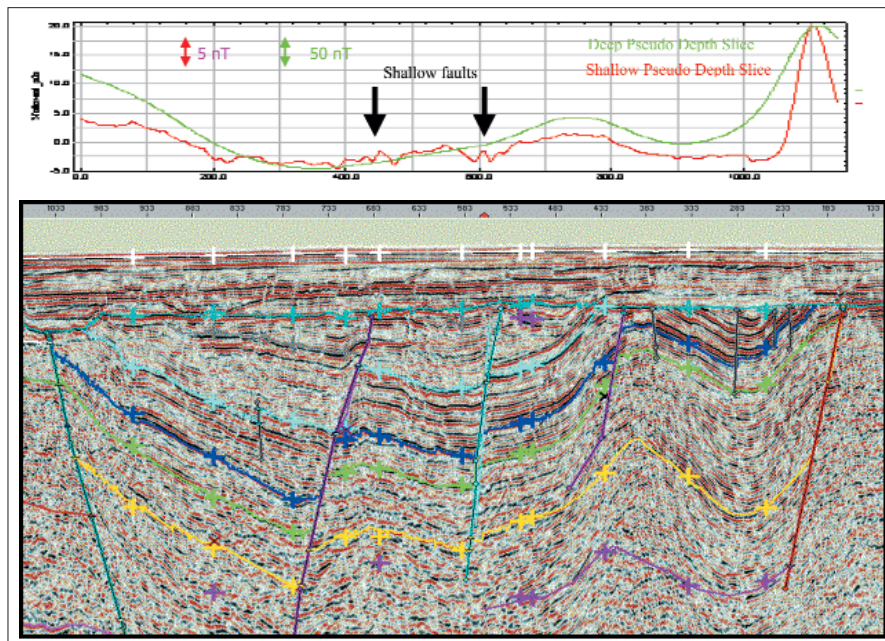 20.0
15.0
10.0
5.0
0.0
-5.0
5 nT
50 nT
Deep Pseudo Depth Slice
Shallow Pseudo Depth Slice
Shallow faults
0.0 200.0 400.0 600.0 800.0 1000.0
1033 983 933 883 833 783 733 683 633 583 533 483 433 383 333 283 233 183 133